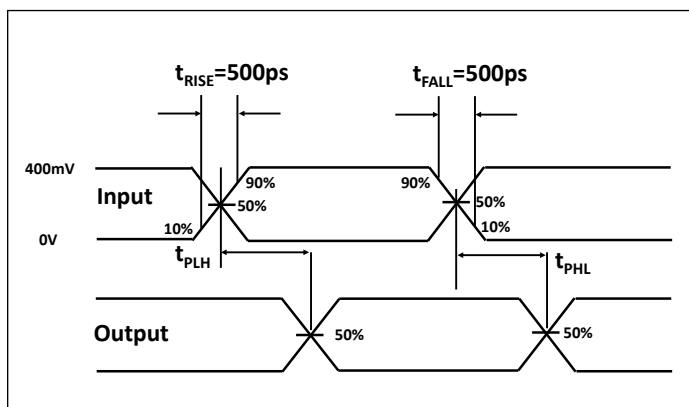 tRISE=500ps
tFALL=500ps
400mV
Input
90%
50%
10%
0V
90%
50%
10%
tPLH
tPHL
Output
50%
50%